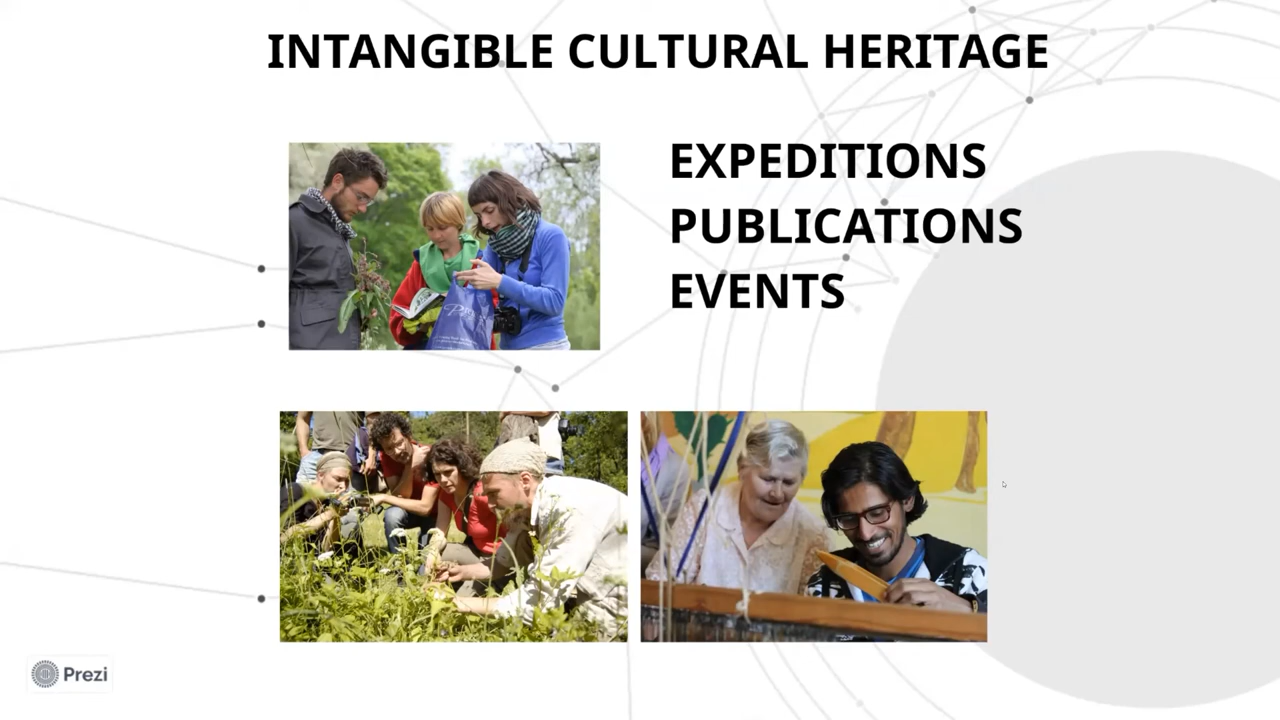 INTANGIBLE CULTURAL HERITAGE
EXPEDITIONS
PUBLICATIONS
EVENTS
Prezi